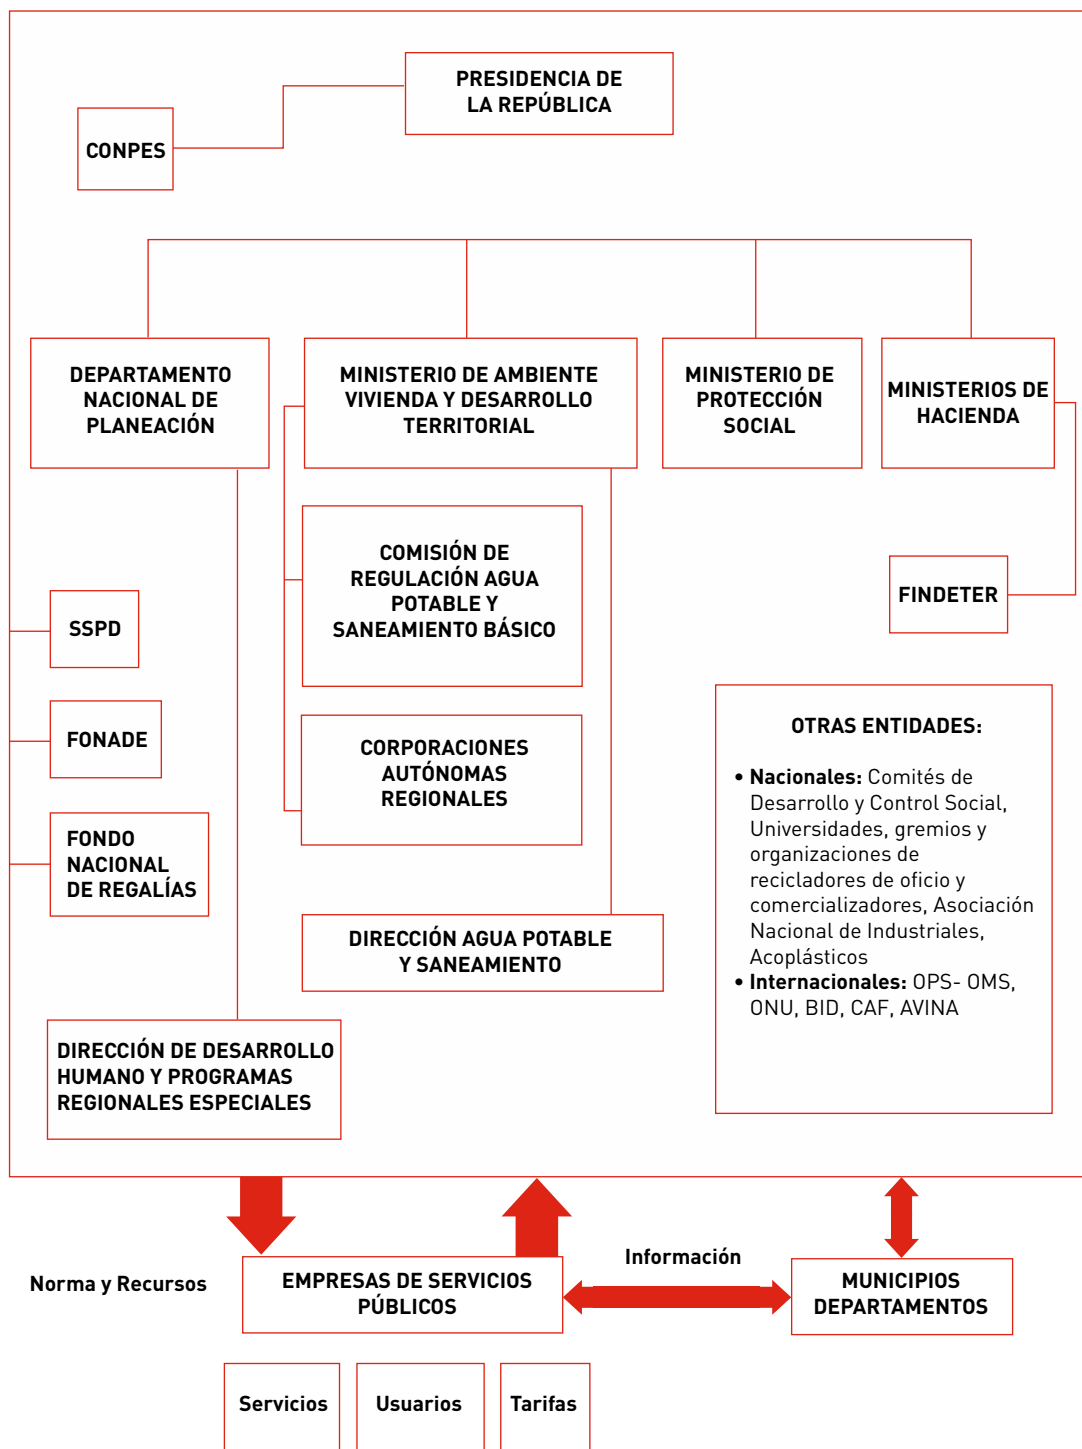 PRESIDENCIA DE
LA REPÚBLICA
CONPES
DEPARTAMENTO
NACIONAL DE
PLANEACIÓN
MINISTERIO DE AMBIENTE
VIVIENDA Y DESARROLLO
TERRITORIAL
MINISTERIO DE
PROTECCIÓN
SOCIAL
MINISTERIOS DE
HACIENDA
COMISIÓN DE
REGULACIÓN AGUA
POTABLE Y
SANEAMIENTO BÁSICO
FINDETER
SSPD
FONADE
FONDO
NACIONAL
DE REGALÍAS
CORPORACIONES
AUTÓNOMAS
REGIONALES
DIRECCIÓN AGUA POTABLE
Y SANEAMIENTO
OTRAS ENTIDADES:
• Nacionales: Comités de
Desarrollo y Control Social,
Universidades, gremios y
organizaciones de
recicladores de oficio y
comercializadores, Asociación
Nacional de Industriales,
Acoplásticos
• Internacionales: OPS- OMS,
ONU, BID, CAF, AVINA
DIRECCIÓN DE DESARROLLO
HUMANO Y PROGRAMAS
REGIONALES ESPECIALES
Norma y Recursos
EMPRESAS DE SERVICIOS
PÚBLICOS
Información
MUNICIPIOS
DEPARTAMENTOS
Servicios
Usuarios
Tarifas